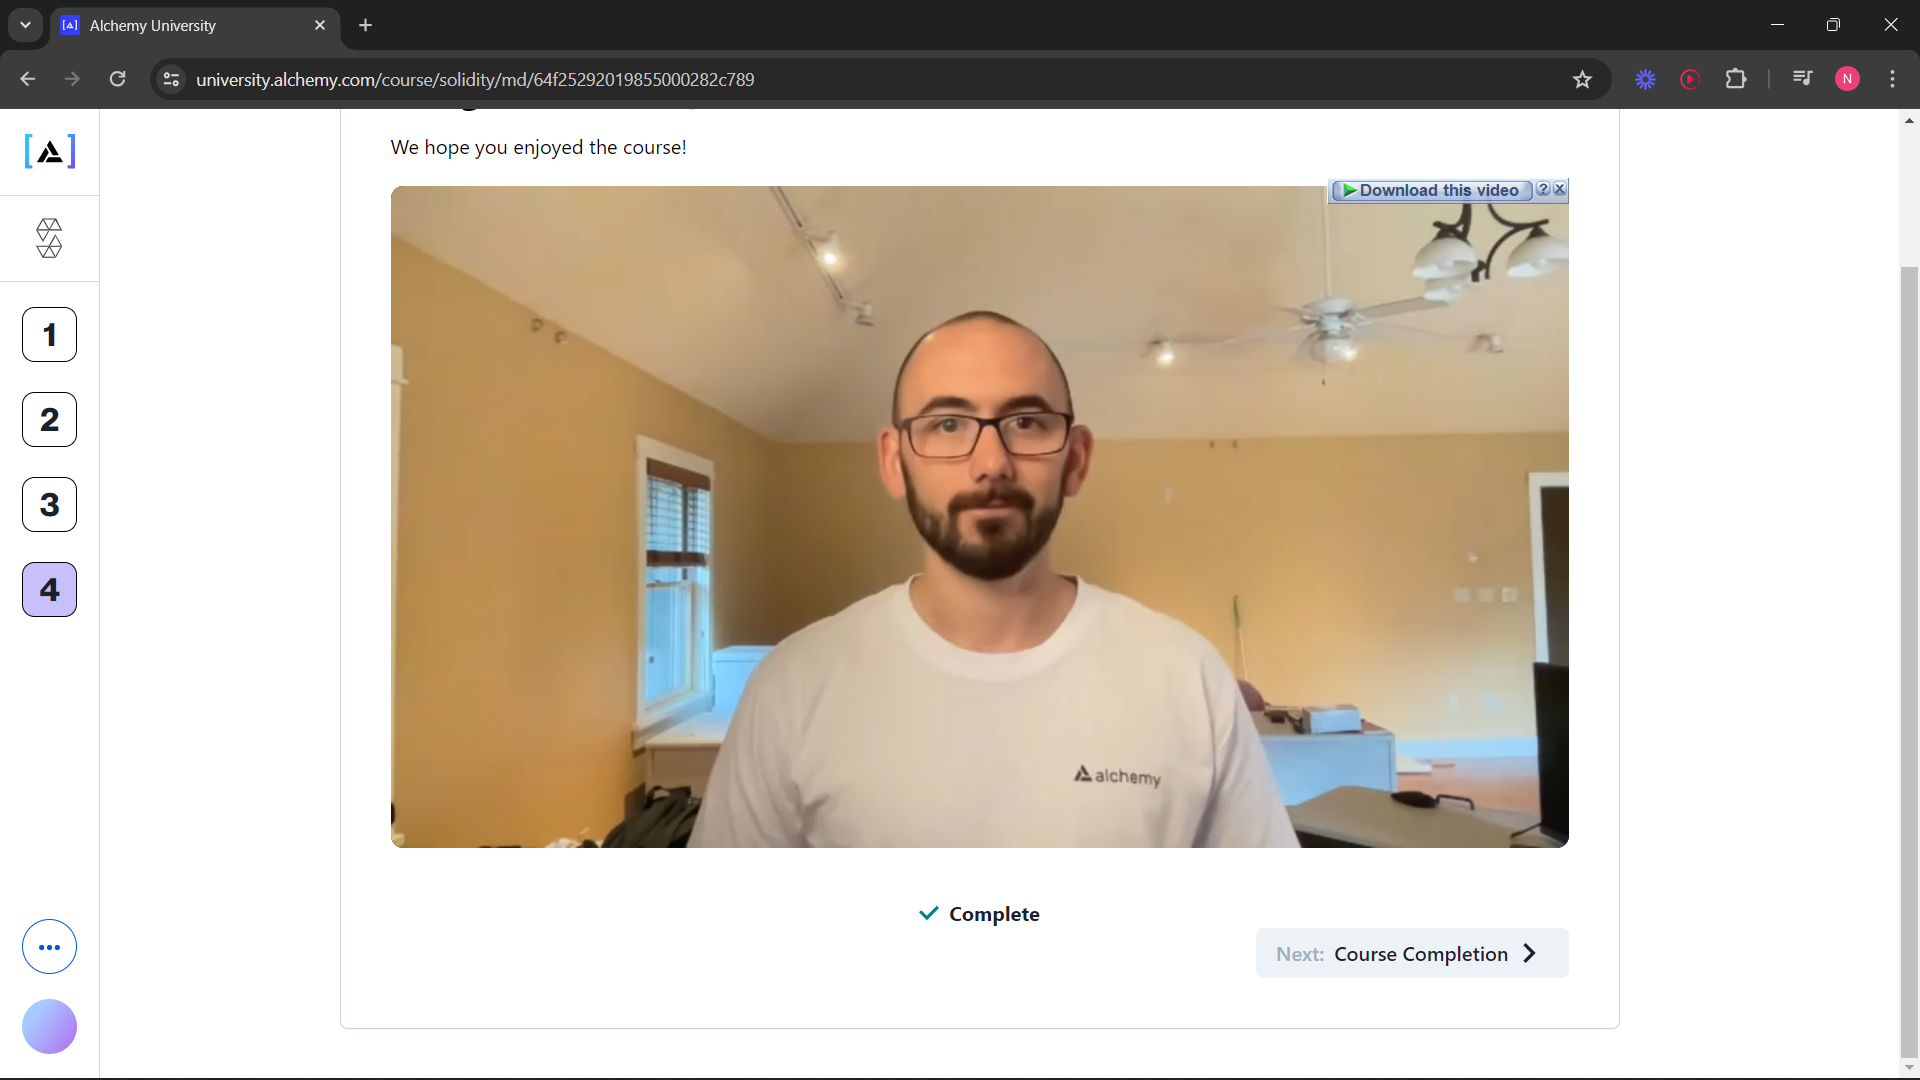 Alchemy University
university.alchemy.com/course/solidity/md/64f25292019855000282c789
N
We hope you enjoyed the course!
Download this video
?
1
2
3
4
alchemy
Complete
Next: Course Completion